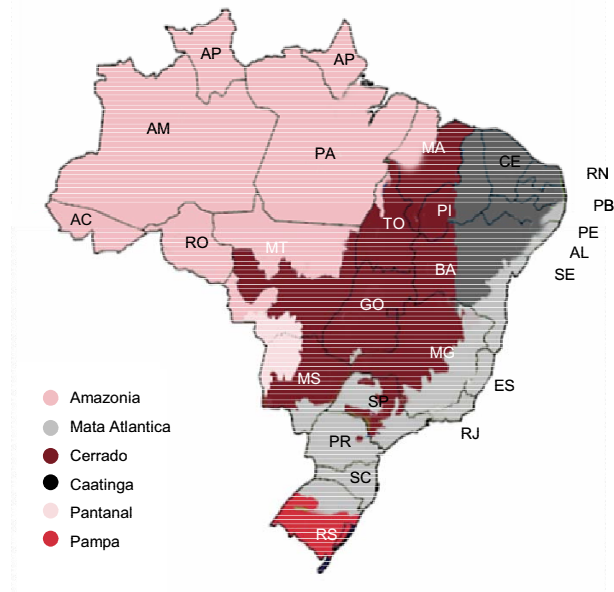 AP
AP
AM
MA
PA
CE
RN
PB
AC
PI
TO
PE
RO
MT
AL
BA
SE
GO
MG
MS
ES
SP
Amazonia
Mata Atlantica
RJ
PR
Cerrado
SC
Caatinga
Pantanal
RS
Pampa